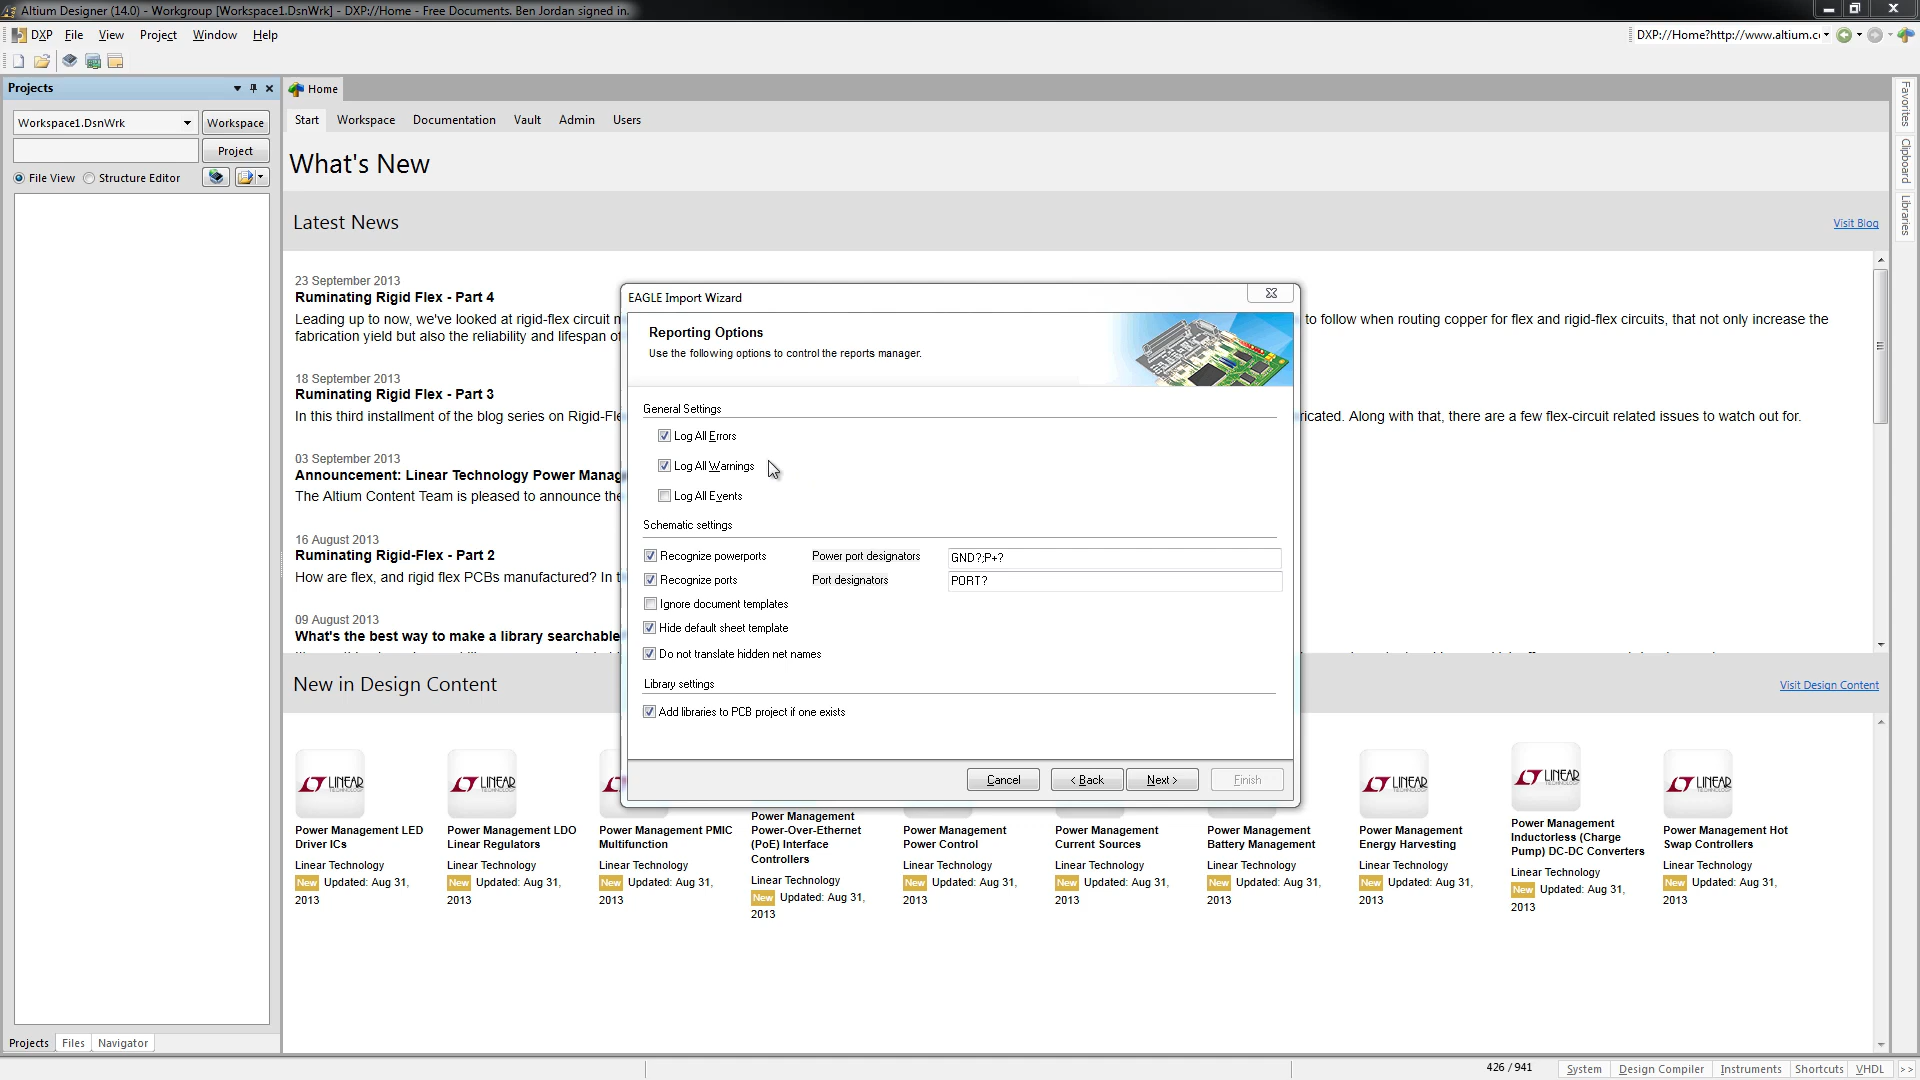 Altium Designer (14.0) - Workgroup [Workspace1.DsnWrk] - DXP://Home - Free Documents. Ben Jordan signed in.
DXP File View Project Window Help
DXP://Home?http://www.altium.c
Projects
Workspace1.DsnWrk Workspace
Project
File View Structure Editor
Home
Start Workspace Documentation Vault Admin Users
What's New
Latest News
Visit Blog
23 September 2013
Ruminating Rigid Flex - Part 4
Leading up to now, we've looked at rigid-flex circuit
to follow when routing copper for flex and rigid-flex circuits, that not only increase the
fabrication yield but also the reliability and lifespan
18 September 2013
Ruminating Rigid Flex - Part 3
In this third installment of the blog series on Rigid-Fle
ricated. Along with that, there are a few flex-circuit related issues to watch out for.
03 September 2013
Announcement: Linear Technology Power Manag
The Altium Content Team is pleased to announce the
16 August 2013
Ruminating Rigid-Flex - Part 2
How are flex, and rigid flex PCBs manufactured? In
09 August 2013
What's the best way to make a library searchable
EAGLE Import Wizard
Reporting Options
Use the following options to control the reports manager.
General Settings
Log All Errors
Log All Warnings
Log All Events
Schematic settings
Recognize powerports Power port designators GND?;P+?
Recognize ports Port designators PORT?
Ignore document templates
Hide default sheet template
Do not translate hidden net names
Library settings
Add libraries to PCB project if one exists
Cancel < Back Next > Finish
New in Design Content
Visit Design Content
LINEAR TECHNOLOGY
Power Management LED
Driver ICs
Linear Technology
New Updated: Aug 31,
2013
LINEAR TECHNOLOGY
Power Management LDO
Linear Regulators
Linear Technology
New Updated: Aug 31,
2013
Power Management PMIC
Multifunction
Linear Technology
New Updated: Aug 31,
2013
Power Management
Power-Over-Ethernet
(PoE) Interface
Controllers
Linear Technology
New Updated: Aug 31,
2013
Power Management
Power Control
Linear Technology
New Updated: Aug 31,
2013
Power Management
Current Sources
Linear Technology
New Updated: Aug 31,
2013
Power Management
Battery Management
Linear Technology
New Updated: Aug 31,
2013
LINEAR TECHNOLOGY
Power Management
Energy Harvesting
Linear Technology
New Updated: Aug 31,
2013
LINEAR TECHNOLOGY
Power Management
Inductorless (Charge
Pump) DC-DC Converters
Linear Technology
New Updated: Aug 31,
2013
LINEAR TECHNOLOGY
Power Management Hot
Swap Controllers
Linear Technology
New Updated: Aug 31,
2013
Favorites
Clipboard
Libraries
Projects Files Navigator
426 / 941
System Design Compiler Instruments Shortcuts VHDL >>